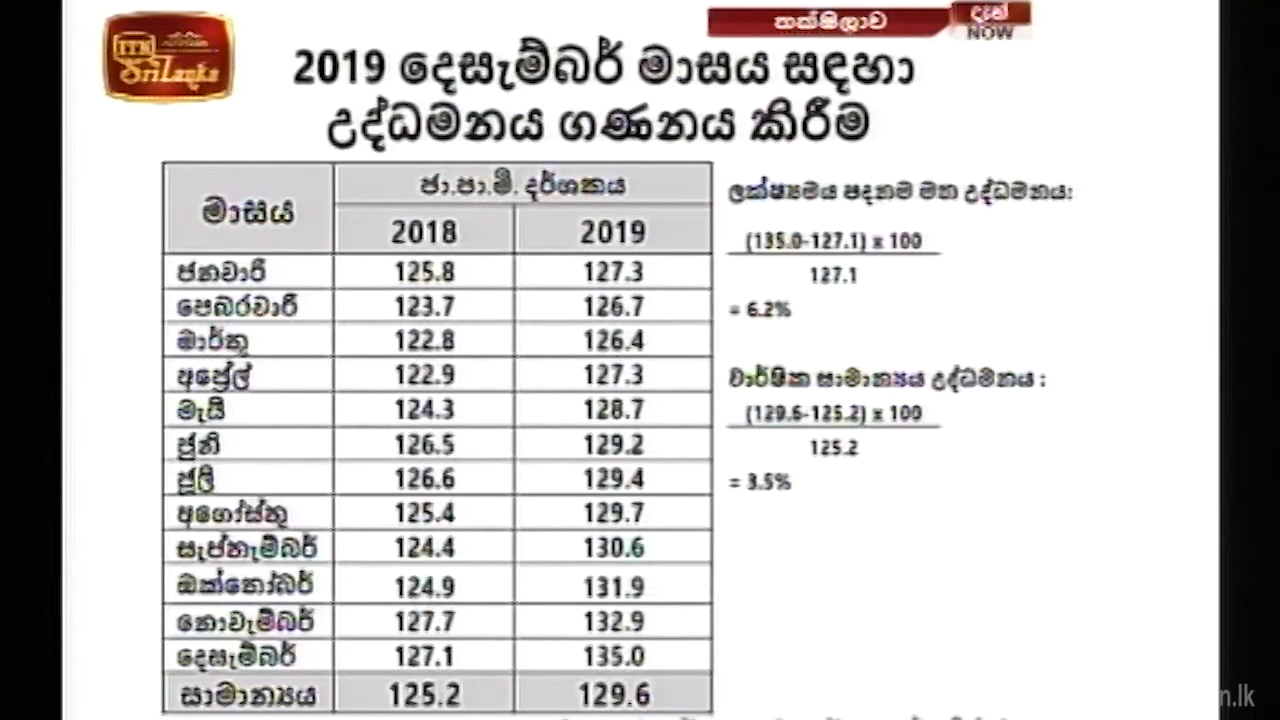 ITN
Sri Lanka
තක්ෂිලාව
දැන්
NOW
2019 දෙසැම්බර් මාසය සඳහා
උද්ධමනය ගණනය කිරීම
මාසය ජා.පා.මි. දර්ශකය
2018 2019
ජනවාරි 125.8 127.3
පෙබරවාරි 123.7 126.7
මාර්තු 122.8 126.4
අප්‍රේල් 122.9 127.3
මැයි 124.3 128.7
ජුනි 126.5 129.2
ජූලි 126.6 129.4
අගෝස්තු 125.4 129.7
සැප්තැම්බර් 124.4 130.6
ඔක්තෝබර් 124.9 131.9
නොවැම්බර් 127.7 132.9
දෙසැම්බර් 127.1 135.0
සාමාන්‍යය 125.2 129.6
ලක්ෂ්‍යමය පදනම මත උද්ධමනය:
(135.0-127.1) x 100
127.1
= 6.2%
වාර්ෂික සාමාන්‍යය උද්ධමනය :
(129.6-125.2) x 100
125.2
= 3.5%
n.lk